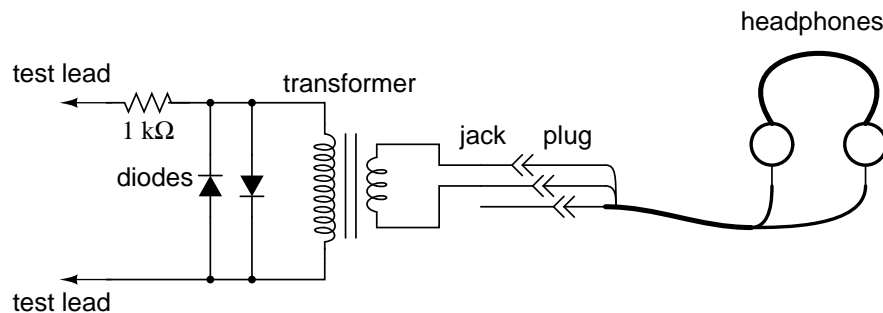 headphones
test lead
transformer
1 kΩ
jack
plug
diodes
test lead